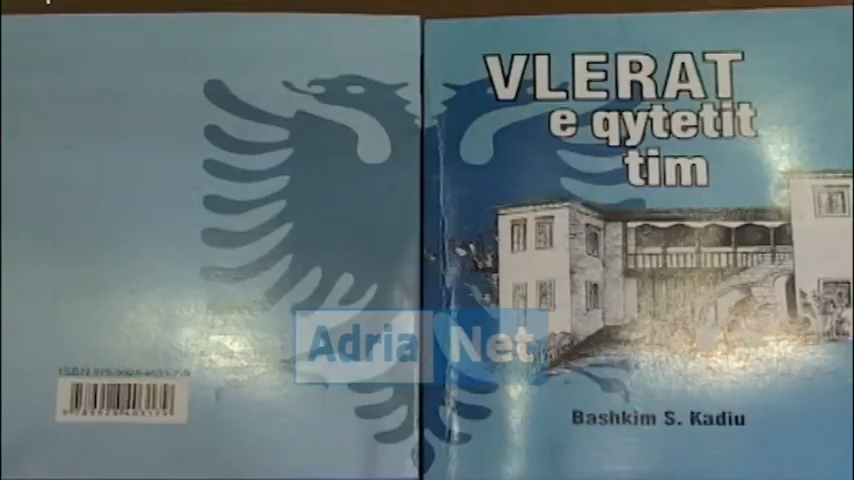 VLERAT
e qytetit
tim
Adria Net
Bashkim S. Kadiu